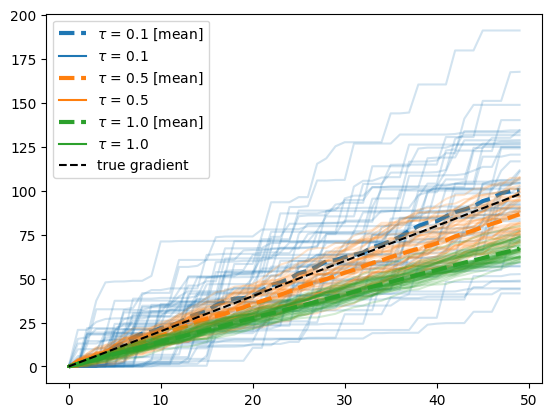 200
175
150
125
100
75
50
25
0
0 10 20 30 40 50
τ = 0.1 [mean]
τ = 0.1
τ = 0.5 [mean]
τ = 0.5
τ = 1.0 [mean]
τ = 1.0
true gradient